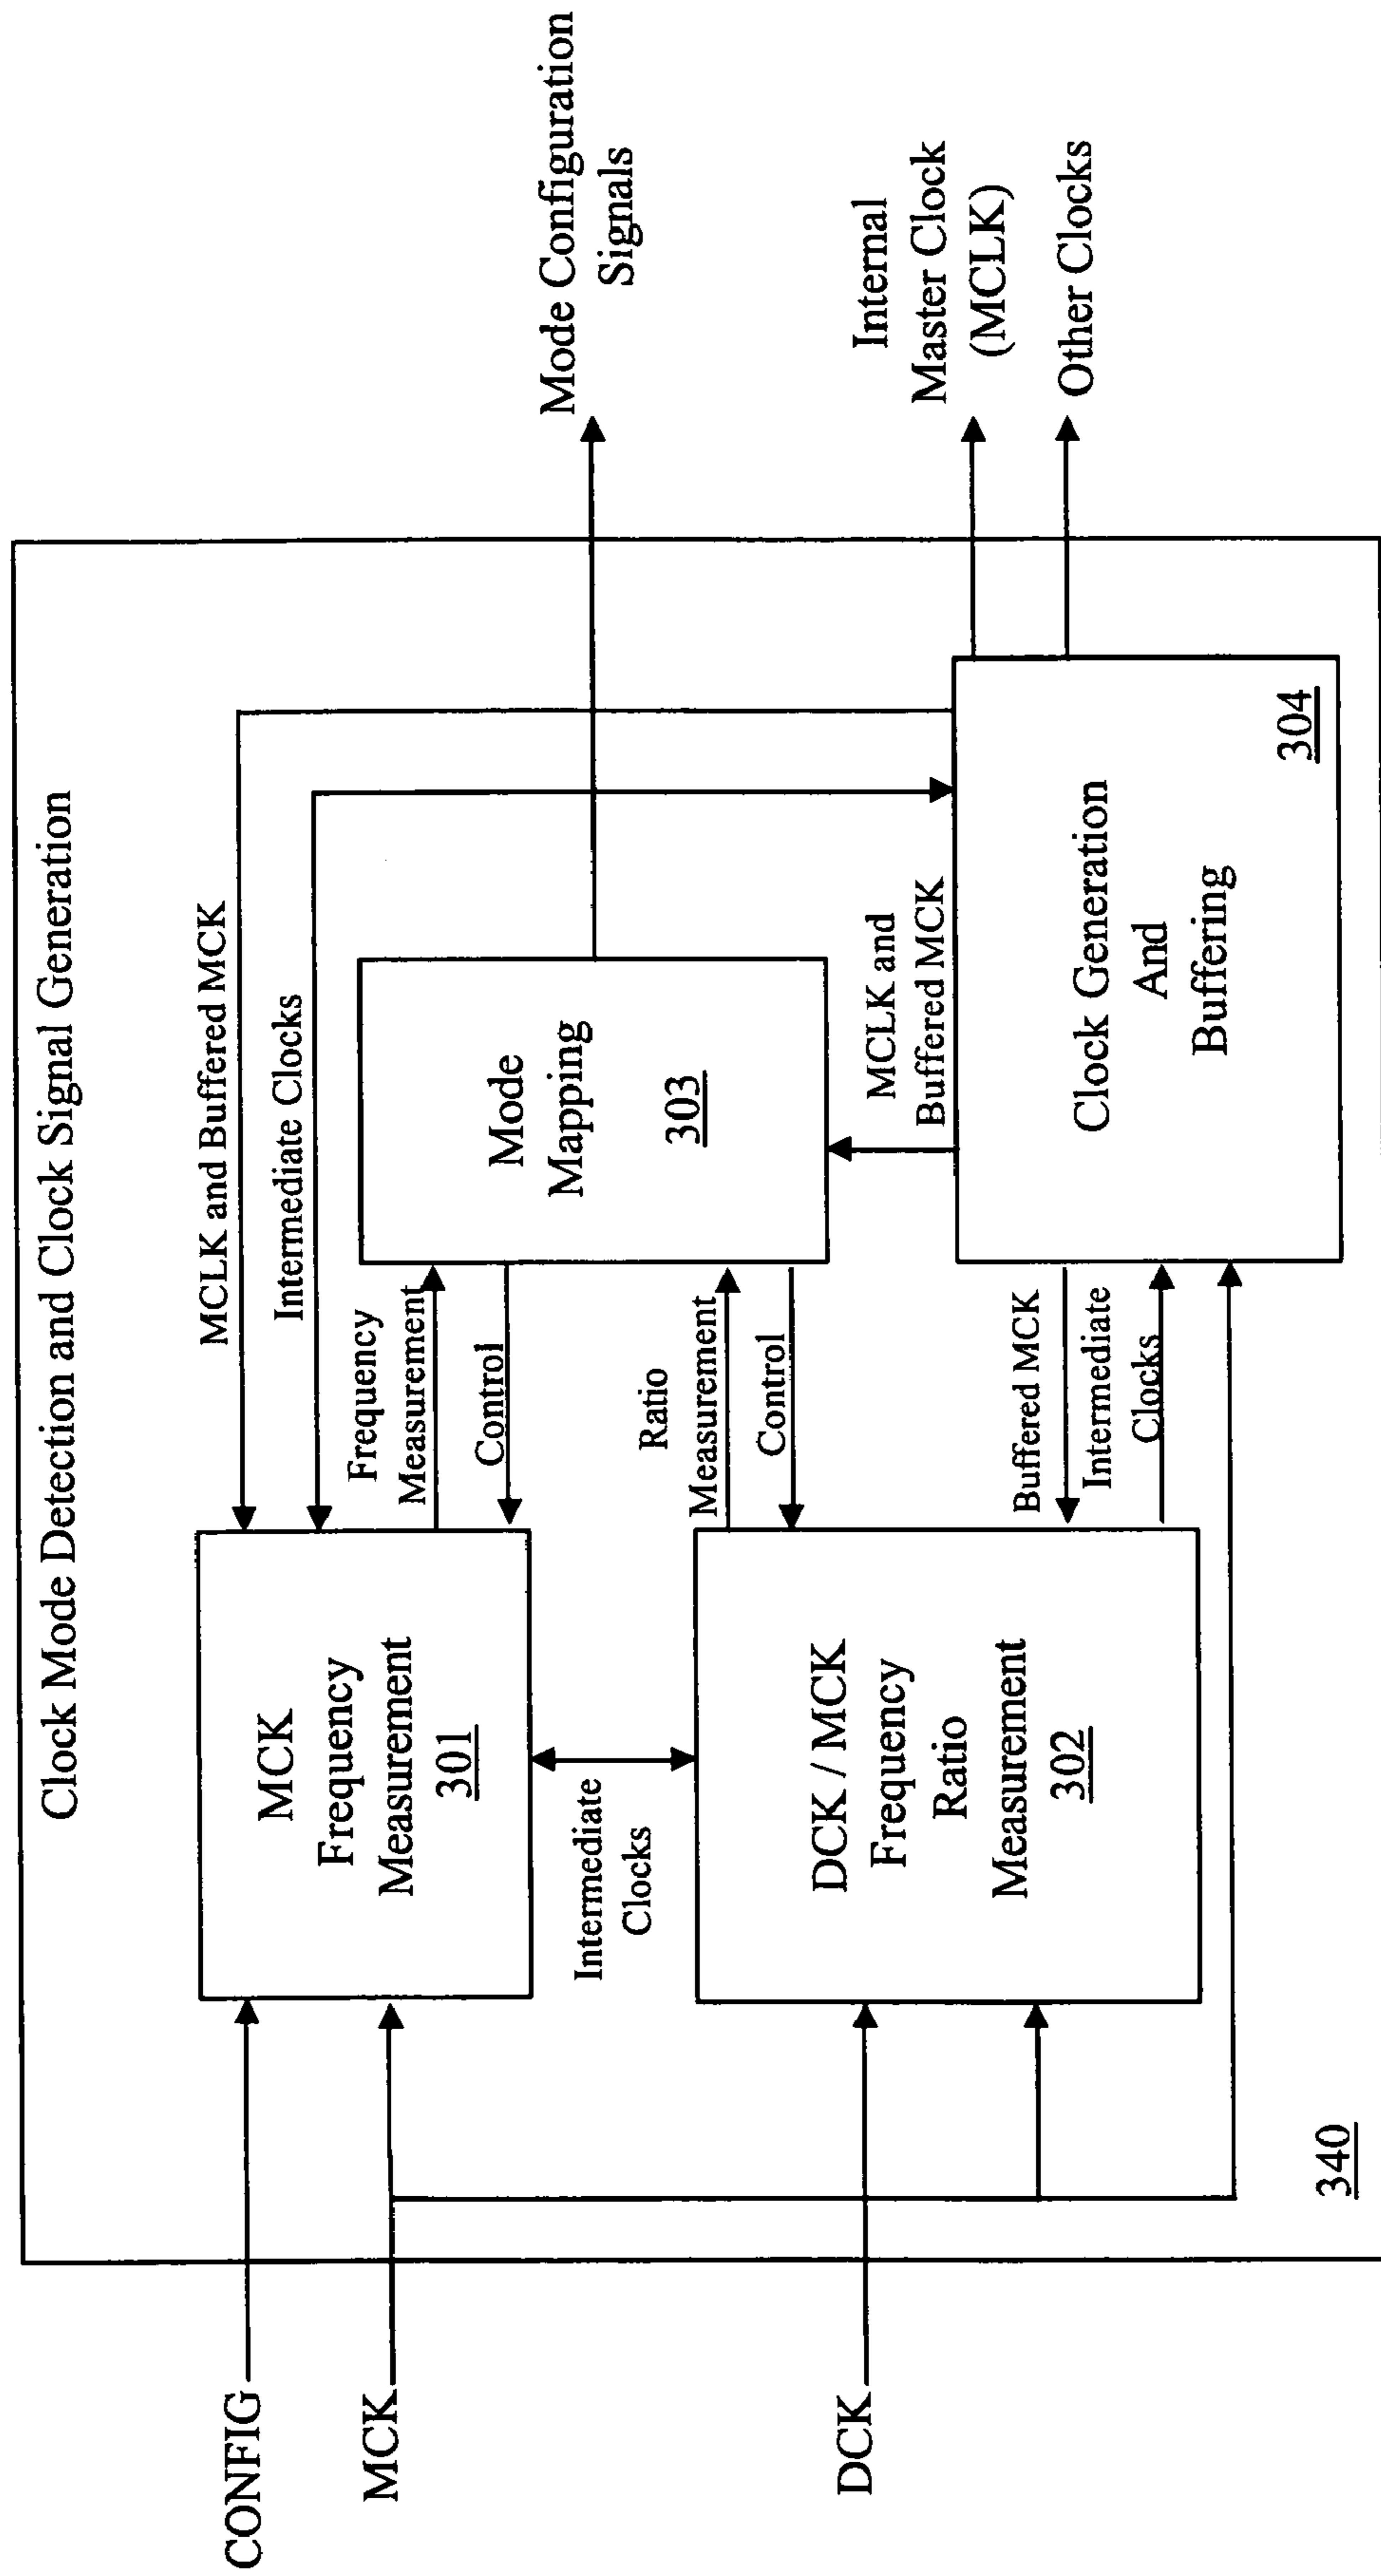 Clock Mode Detection and Clock Signal Generation
CONFIG
MCK
DCK
MCK
Frequency
Measurement
301
Intermediate
Clocks
DCK / MCK
Frequency
Ratio
Measurement
302
MCLK and Buffered MCK
Intermediate Clocks
Frequency
Measurement
Control
Ratio
Measurement
Control
Buffered MCK
Intermediate
Clocks
Mode
Mapping
303
MCLK and
Buffered MCK
Clock Generation
And
Buffering
304
Mode Configuration
Signals
Internal
Master Clock
(MCLK)
Other Clocks
340